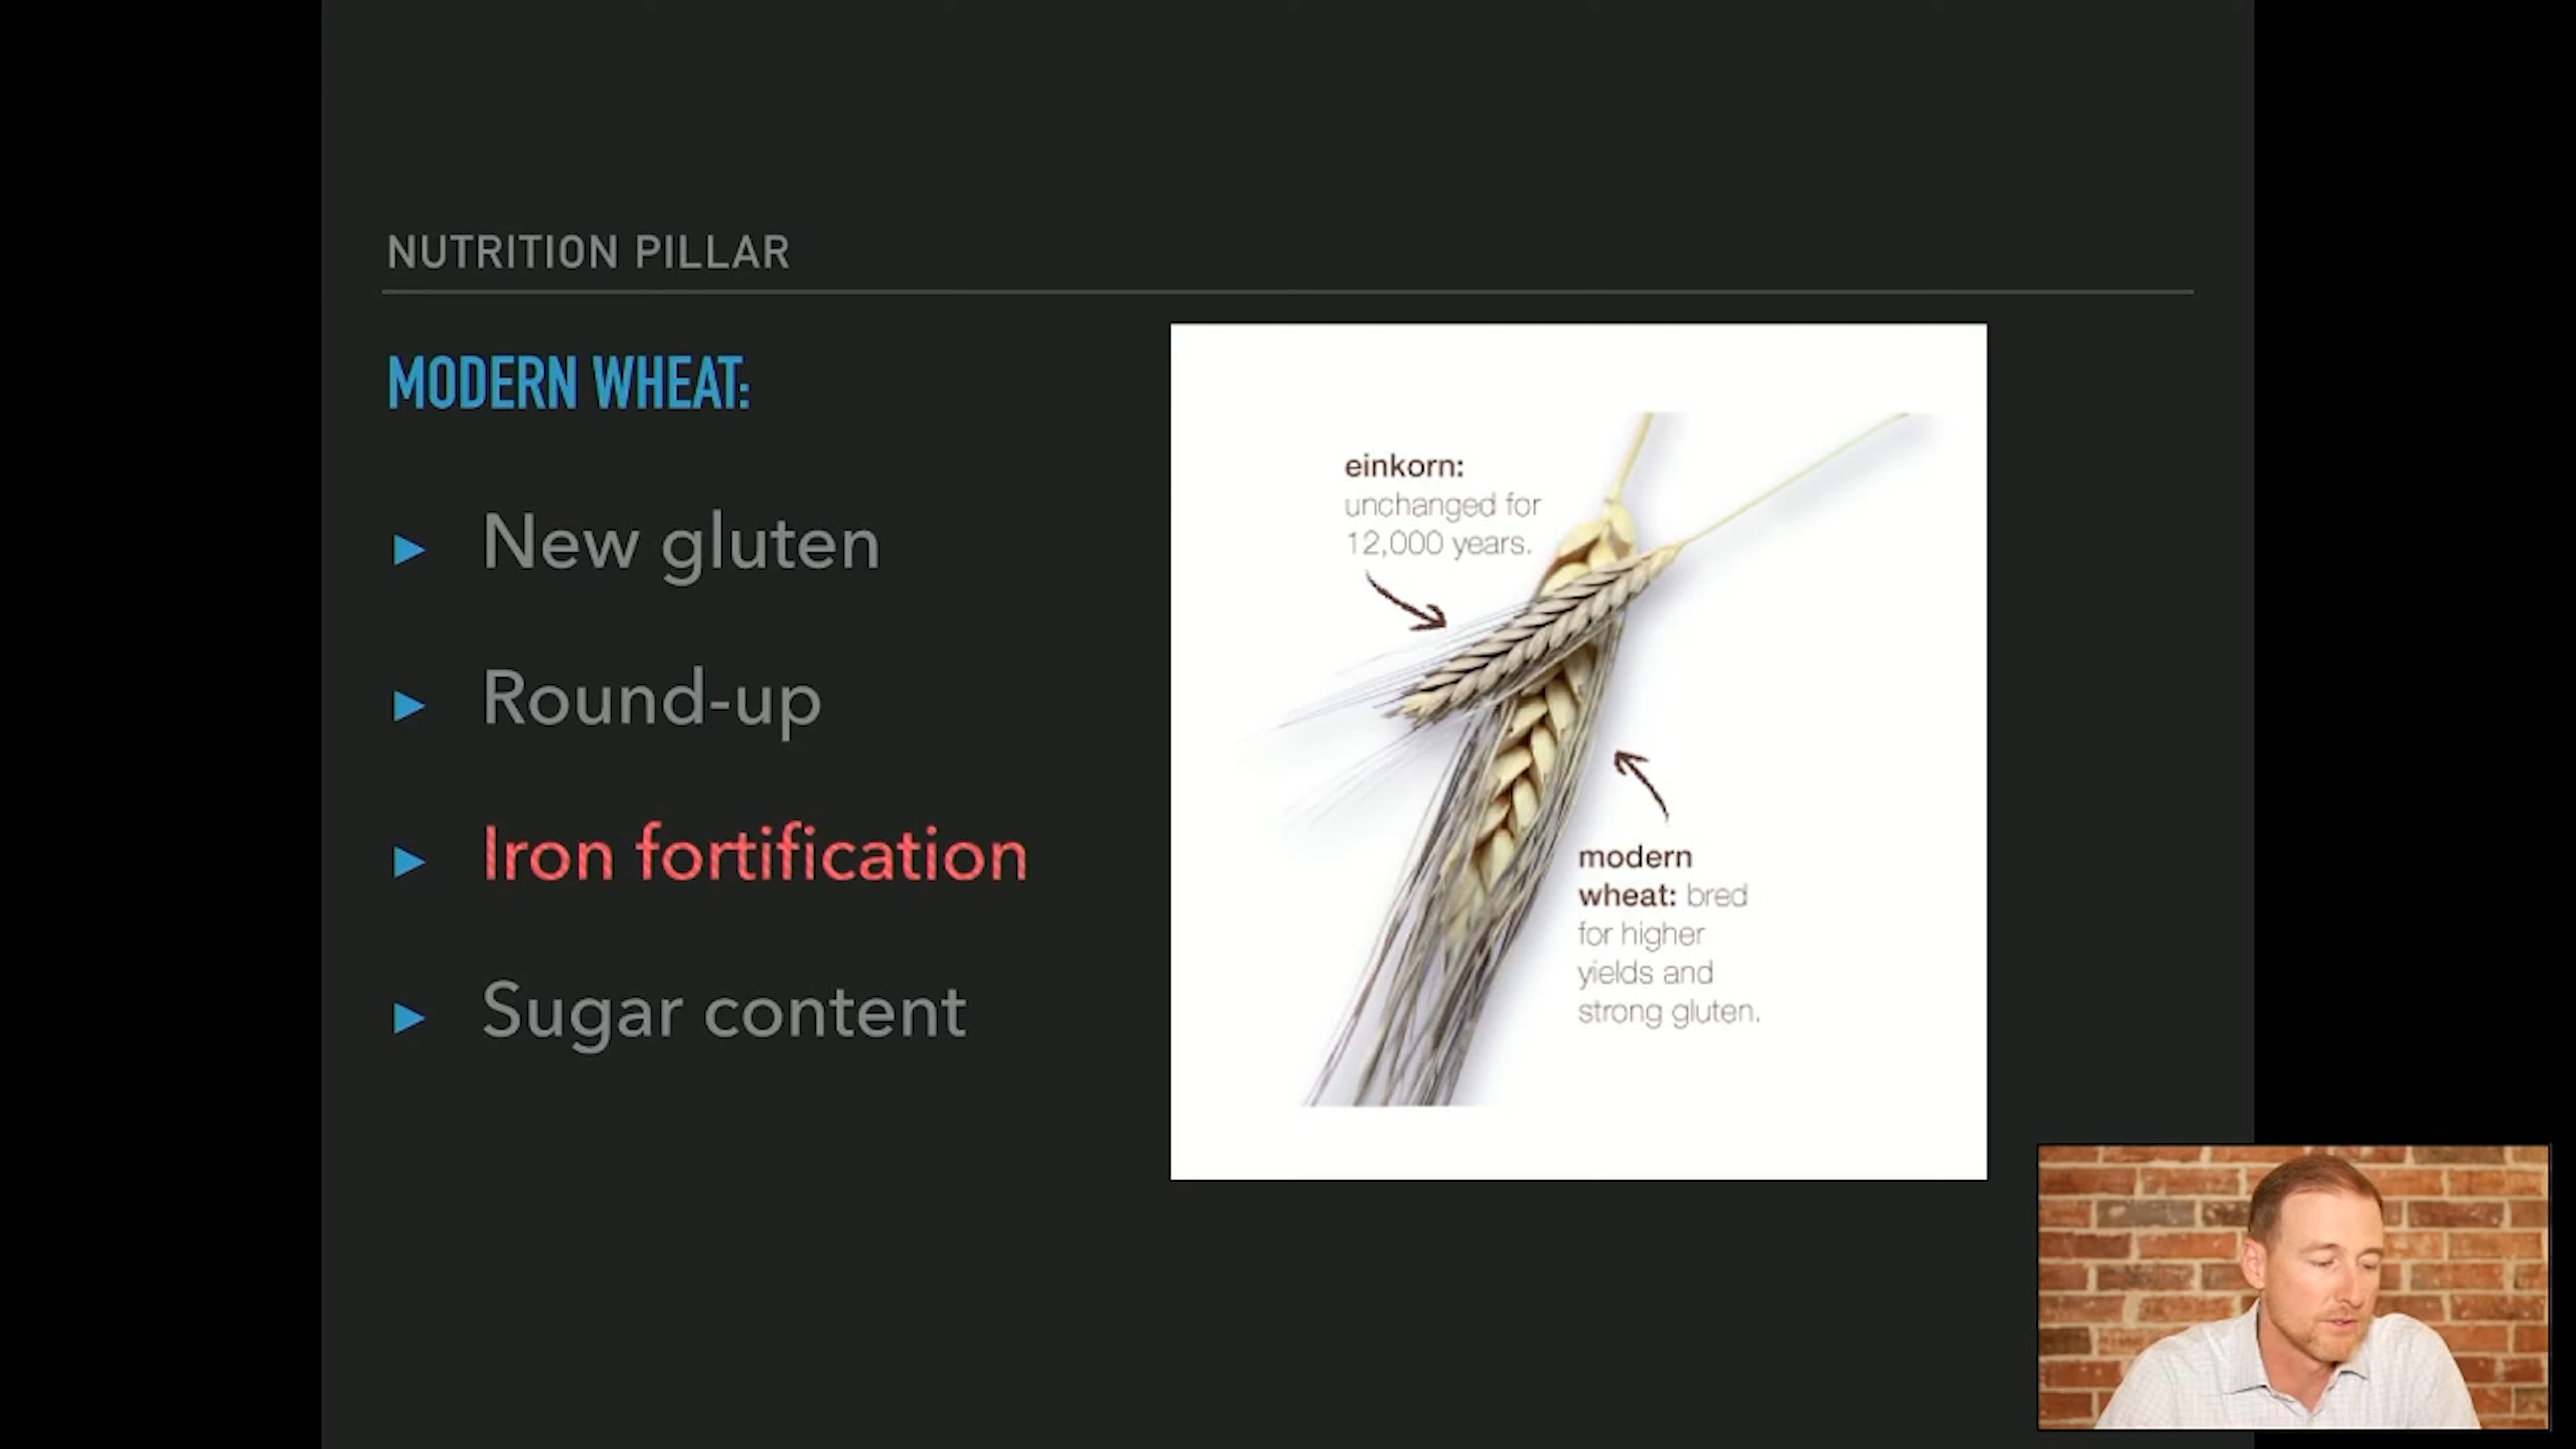 NUTRITION PILLAR
MODERN WHEAT:
New gluten
Round-up
Iron fortification
Sugar content
einkorn:
unchanged for
12,000 years.
modern
wheat: bred
for higher
yields and
strong gluten.